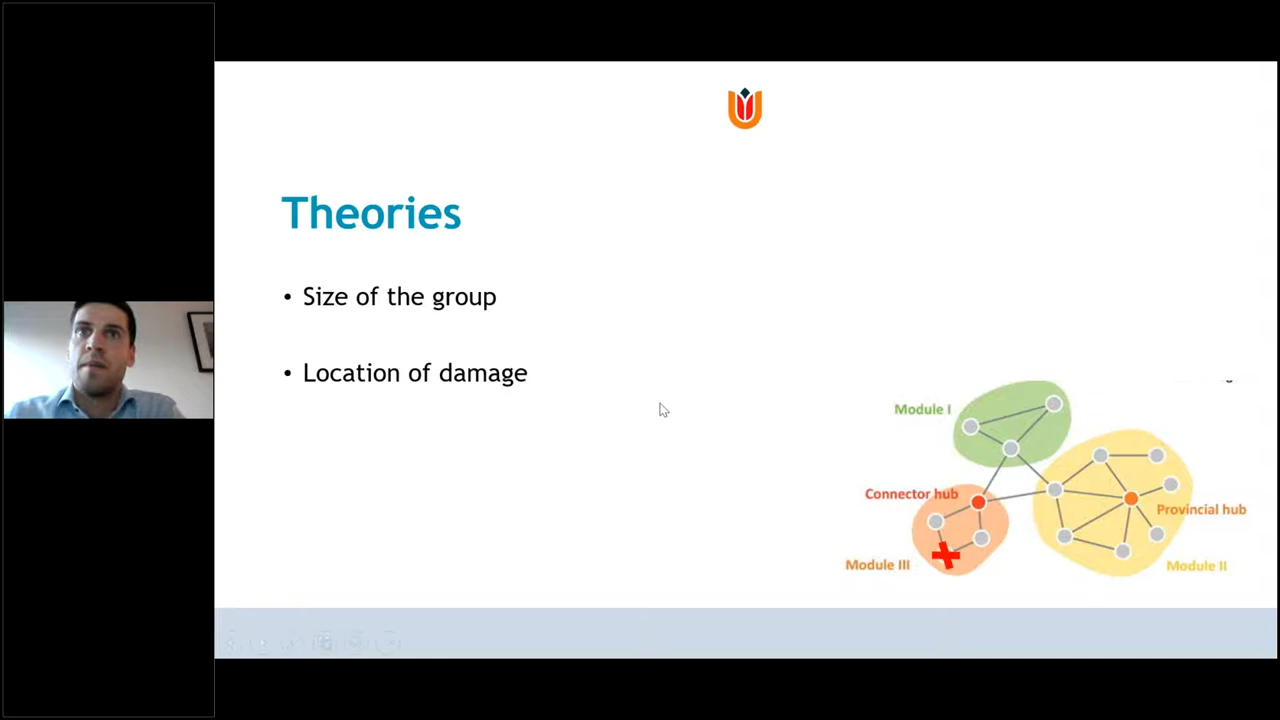 Theories
• Size of the group
• Location of damage
Module I
Connector hub
Provincial hub
Module III
Module II